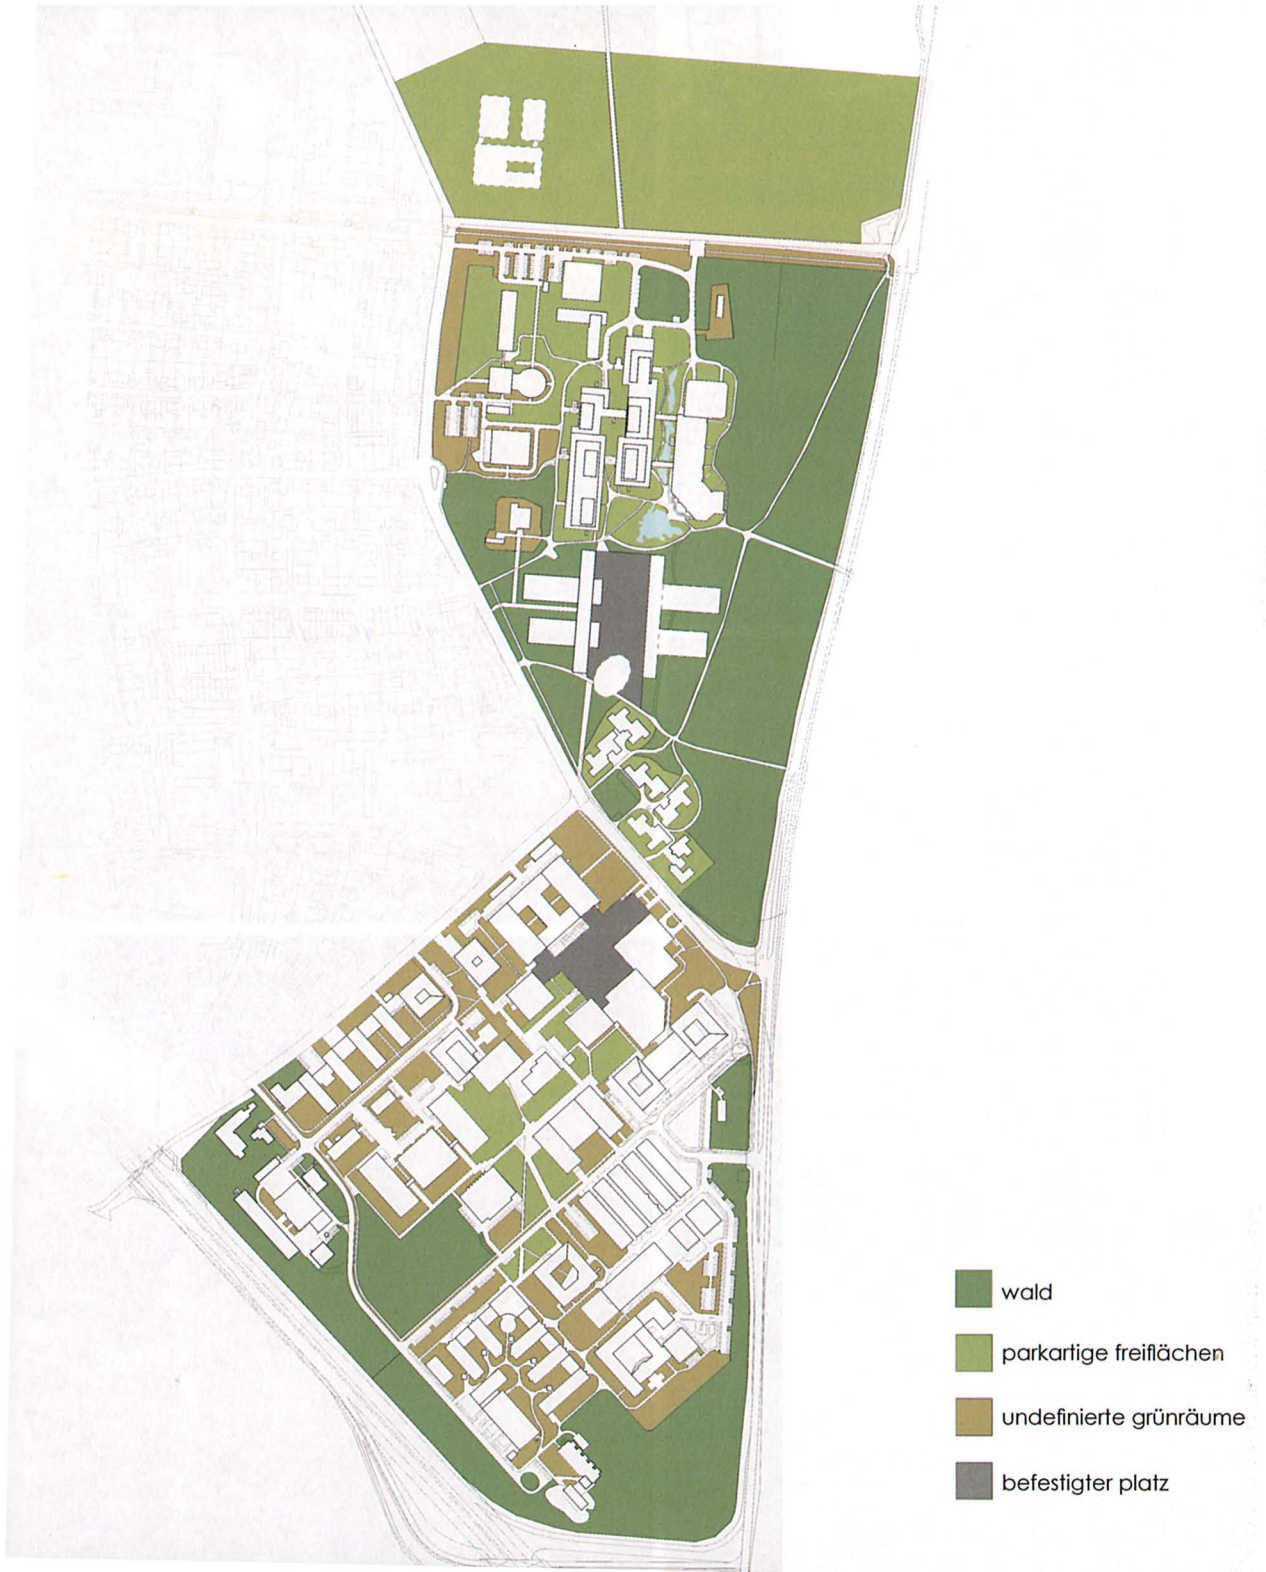 wald
parkartige freiflächen
undefinierte grünräume
befestigter platz